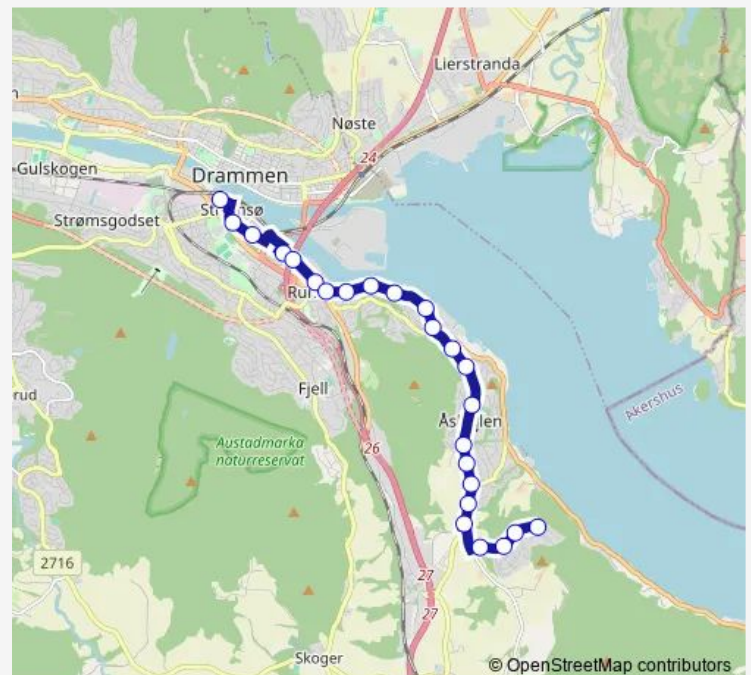 Lierstranda
Nøste
24
Gulskogen
Drammen
Strømsgodset
Fjell
Akershus
Austadmarka
naturreservat
26
2716
27
27
Skoger
© OpenStreetMap contributors